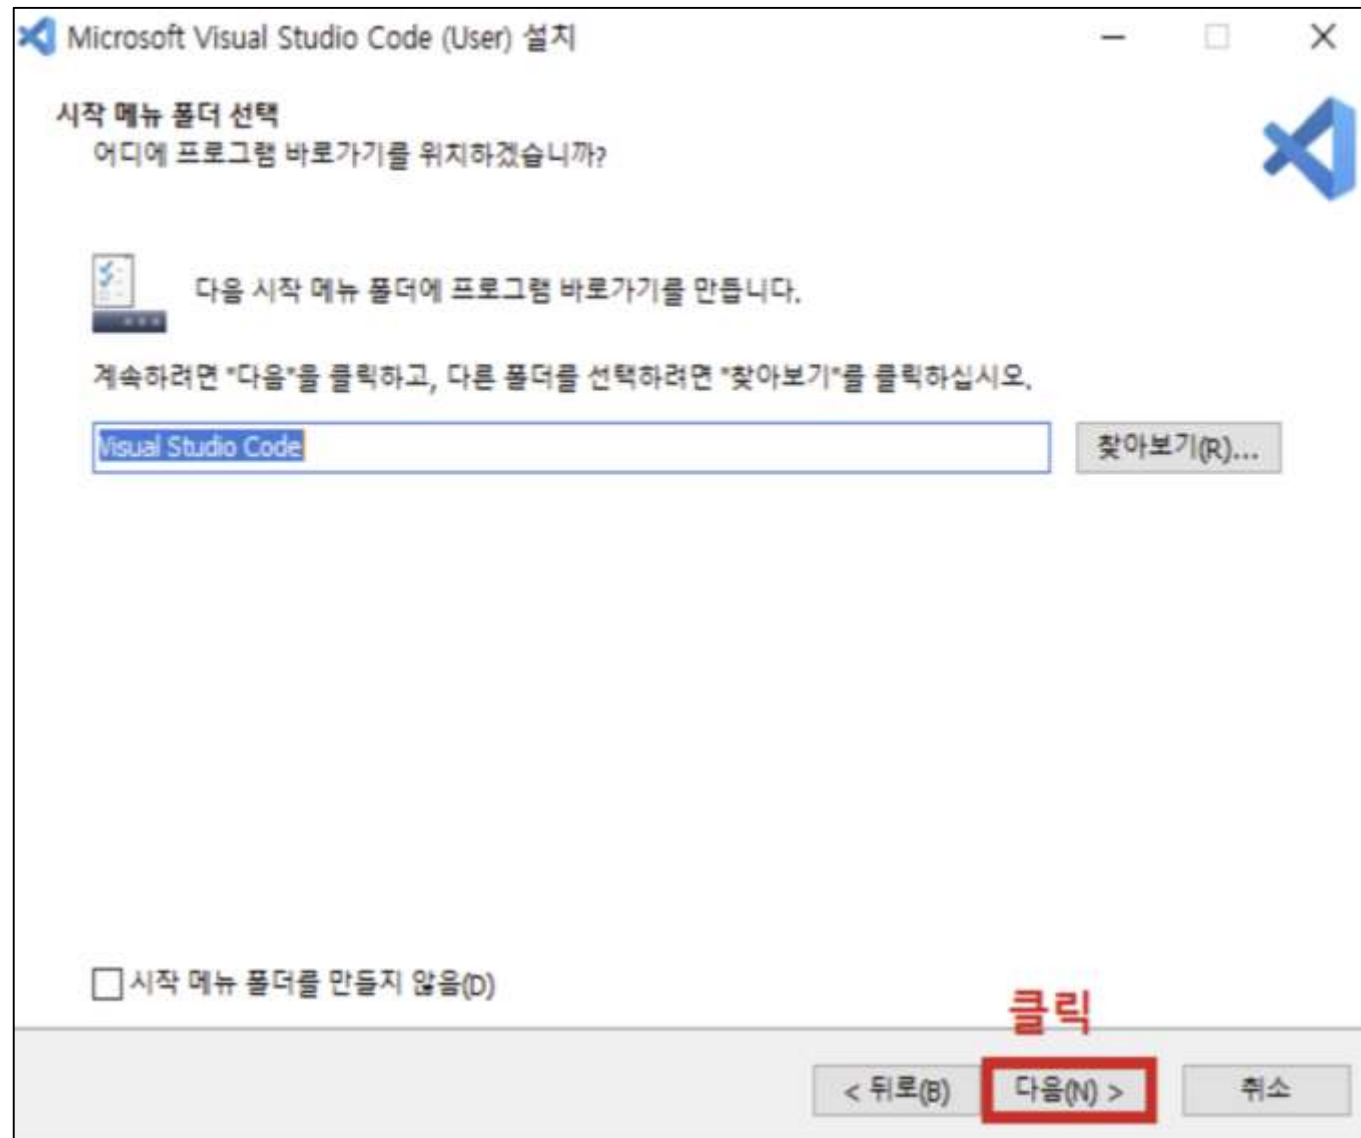 Microsoft Visual Studio Code (User) 설치
시작 메뉴 폴더 선택
어디에 프로그램 바로가기를 위치하겠습니까?
다음 시작 메뉴 폴더에 프로그램 바로가기를 만듭니다.
계속하려면 "다음"을 클릭하고, 다른 폴더를 선택하려면 "찾아보기"를 클릭하십시오.
Visual Studio Code 찾아보기(R)...
시작 메뉴 폴더를 만들지 않음(D)
클릭
< 뒤로(B) 다음(N) > 취소